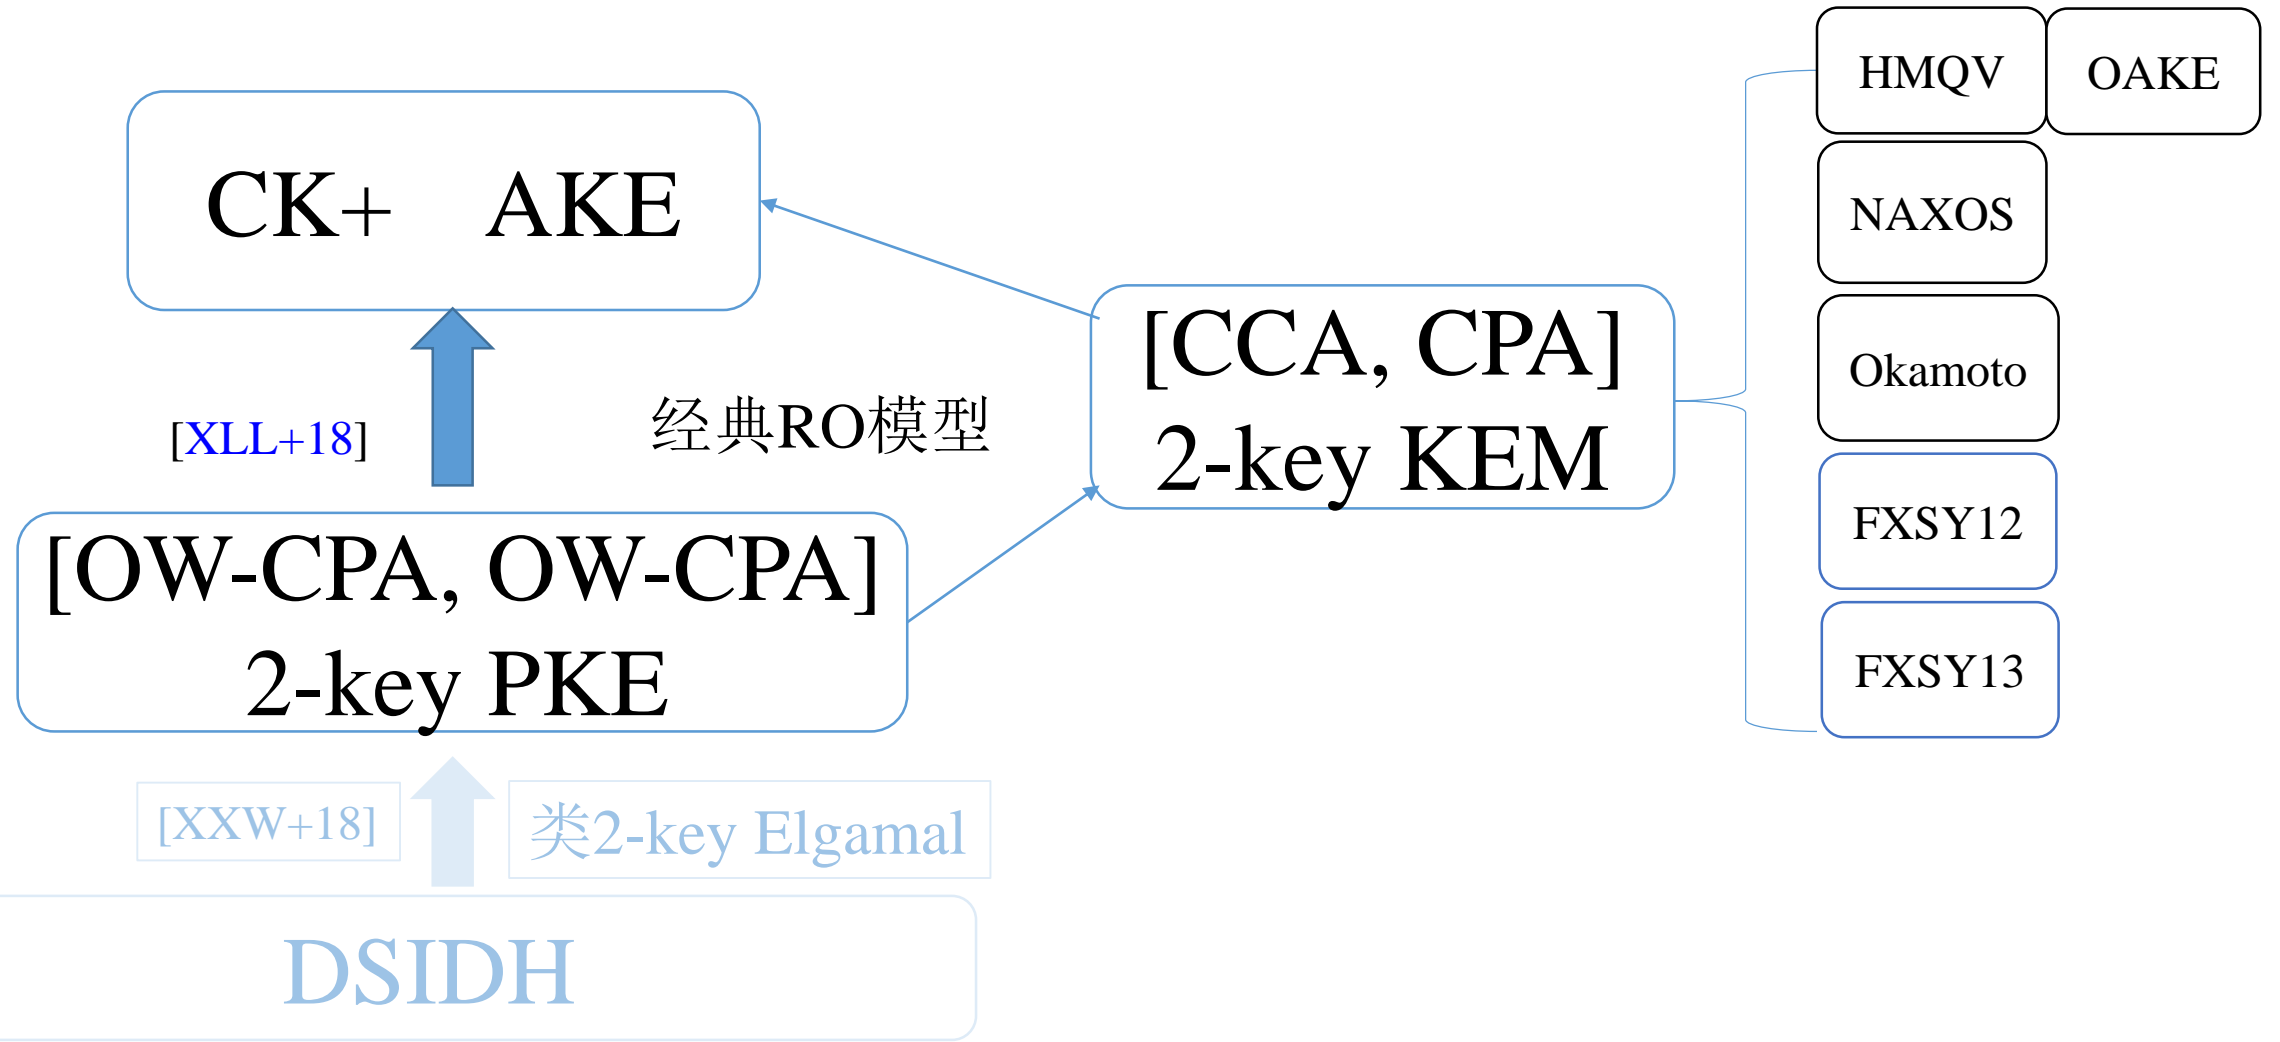 CK+ AKE
[XLL+18]
经典RO模型
[OW-CPA, OW-CPA]
2-key PKE
[XXW+18]
类2-key Elgamal
DSIDH
[CCA, CPA]
2-key KEM
HMQV
OAKE
NAXOS
Okamoto
FXSY12
FXSY13